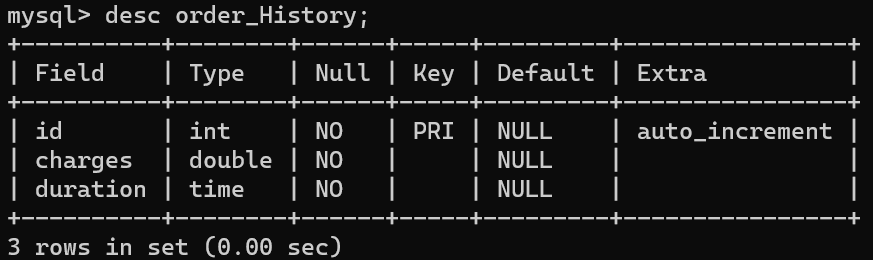 mysql> desc order_History;
+----------+--------+------+-----+---------+----------------+
| Field    | Type   | Null | Key | Default | Extra          |
+----------+--------+------+-----+---------+----------------+
| id       | int    | NO   | PRI | NULL    | auto_increment |
| charges  | double | NO   |     | NULL    |                |
| duration | time   | NO   |     | NULL    |                |
+----------+--------+------+-----+---------+----------------+
3 rows in set (0.00 sec)